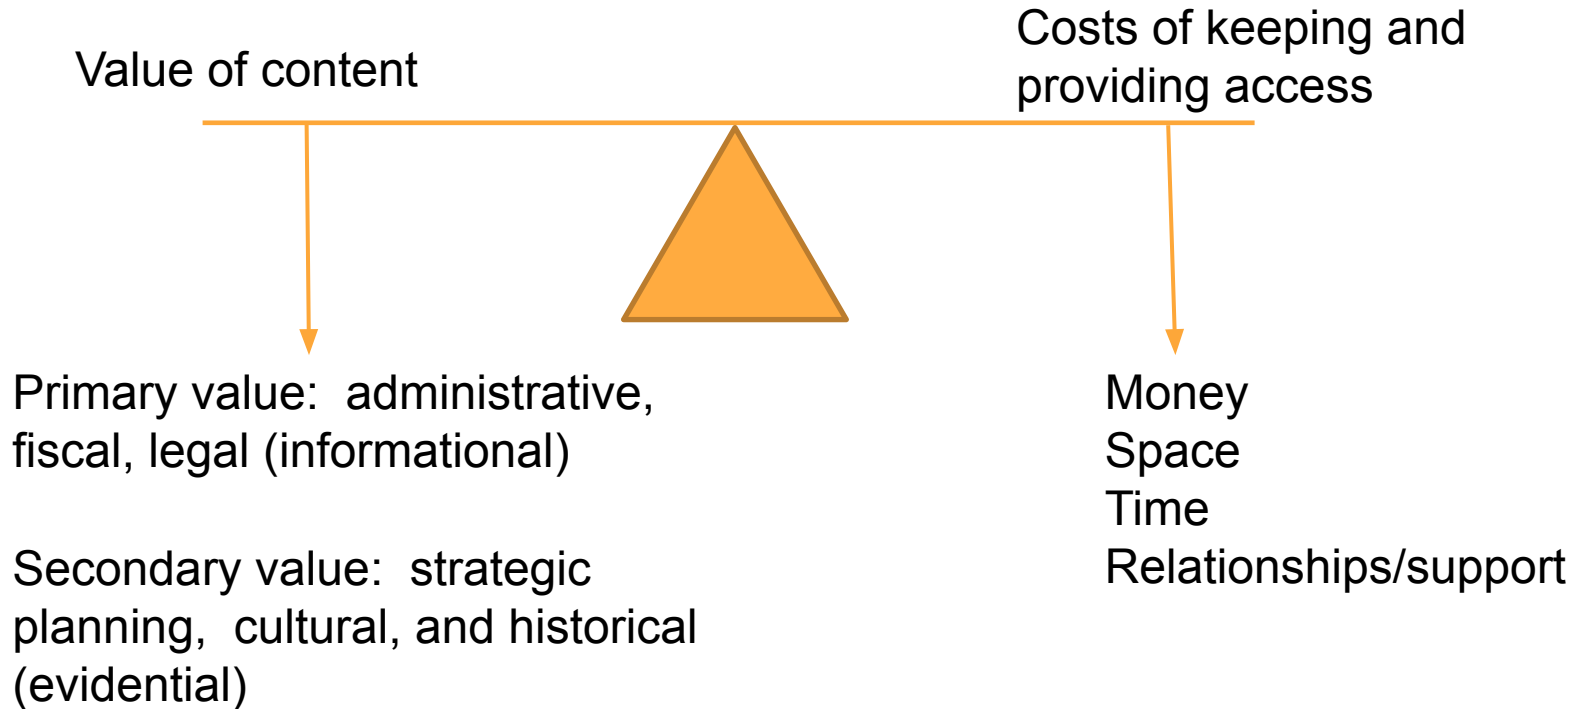 Value of content
Costs of keeping and
providing access
Primary value:  administrative,
fiscal, legal (informational)
Secondary value:  strategic
planning,  cultural, and historical
(evidential)
Money
Space
Time
Relationships/support